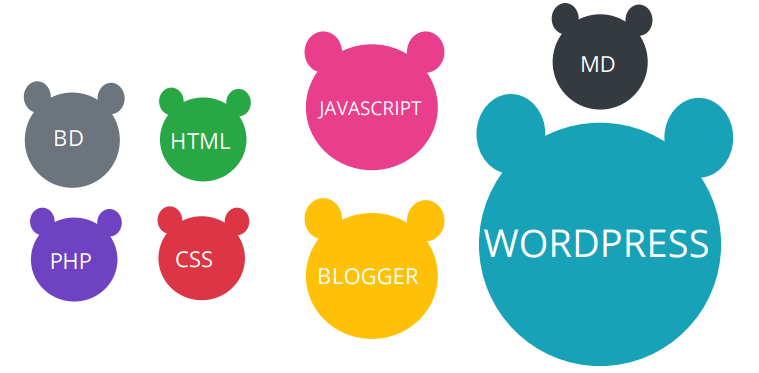 BD
HTML
JAVASCRIPT
MD
PHP
CSS
BLOGGER
WORDPRESS